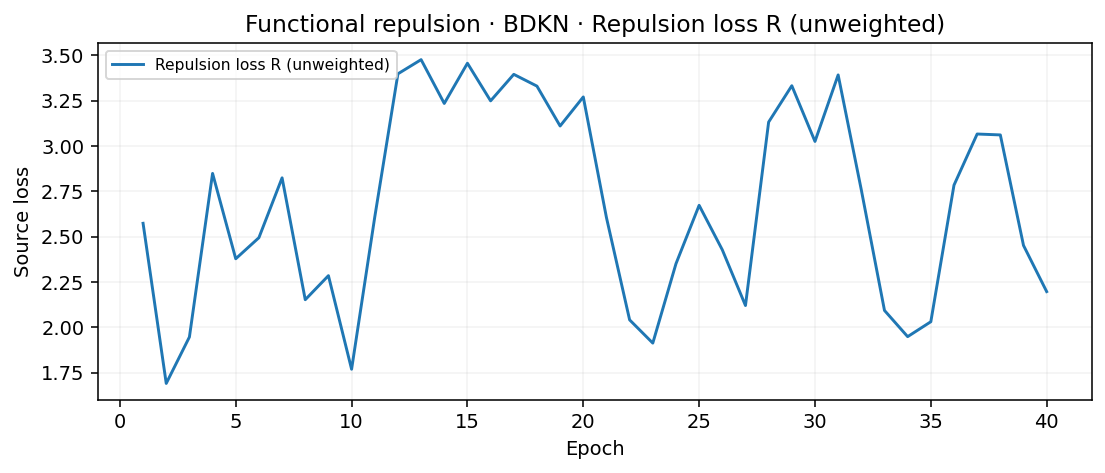 Functional repulsion · BDKN · Repulsion loss R (unweighted)
Repulsion loss R (unweighted)
Source loss
3.50
3.25
3.00
2.75
2.50
2.25
2.00
1.75
0 5 10 15 20 25 30 35 40
Epoch